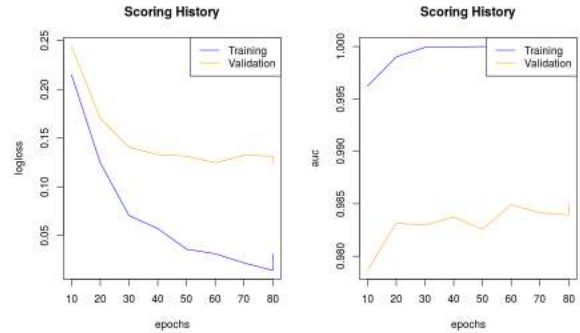 Scoring History
Training
Validation
logloss
0.25
0.20
0.15
0.10
0.05
10 20 30 40 50 60 70 80
epochs
Scoring History
Training
Validation
auc
1.000
0.995
0.990
0.985
0.980
10 20 30 40 50 60 70 80
epochs